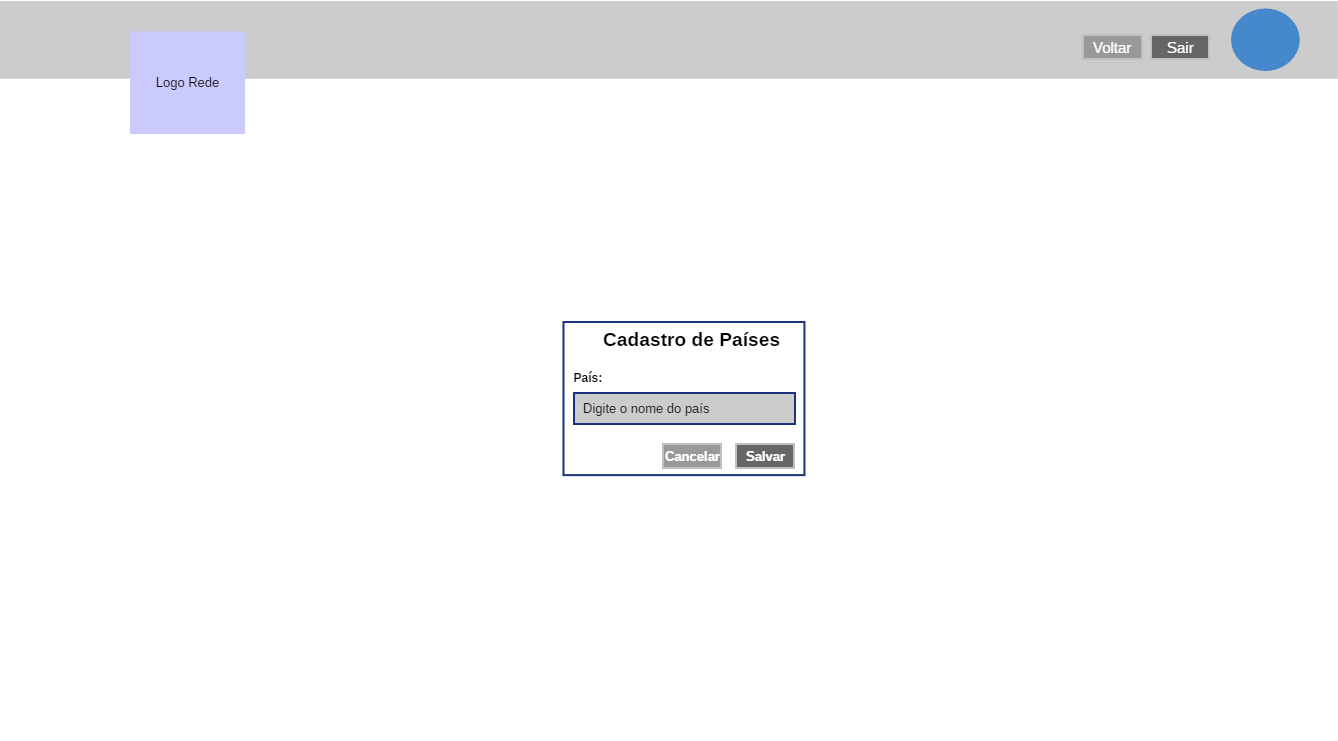 Voltar
Sair
Logo Rede
Cadastro de Países
País:
Digite o nome do país
Cancelar
Salvar